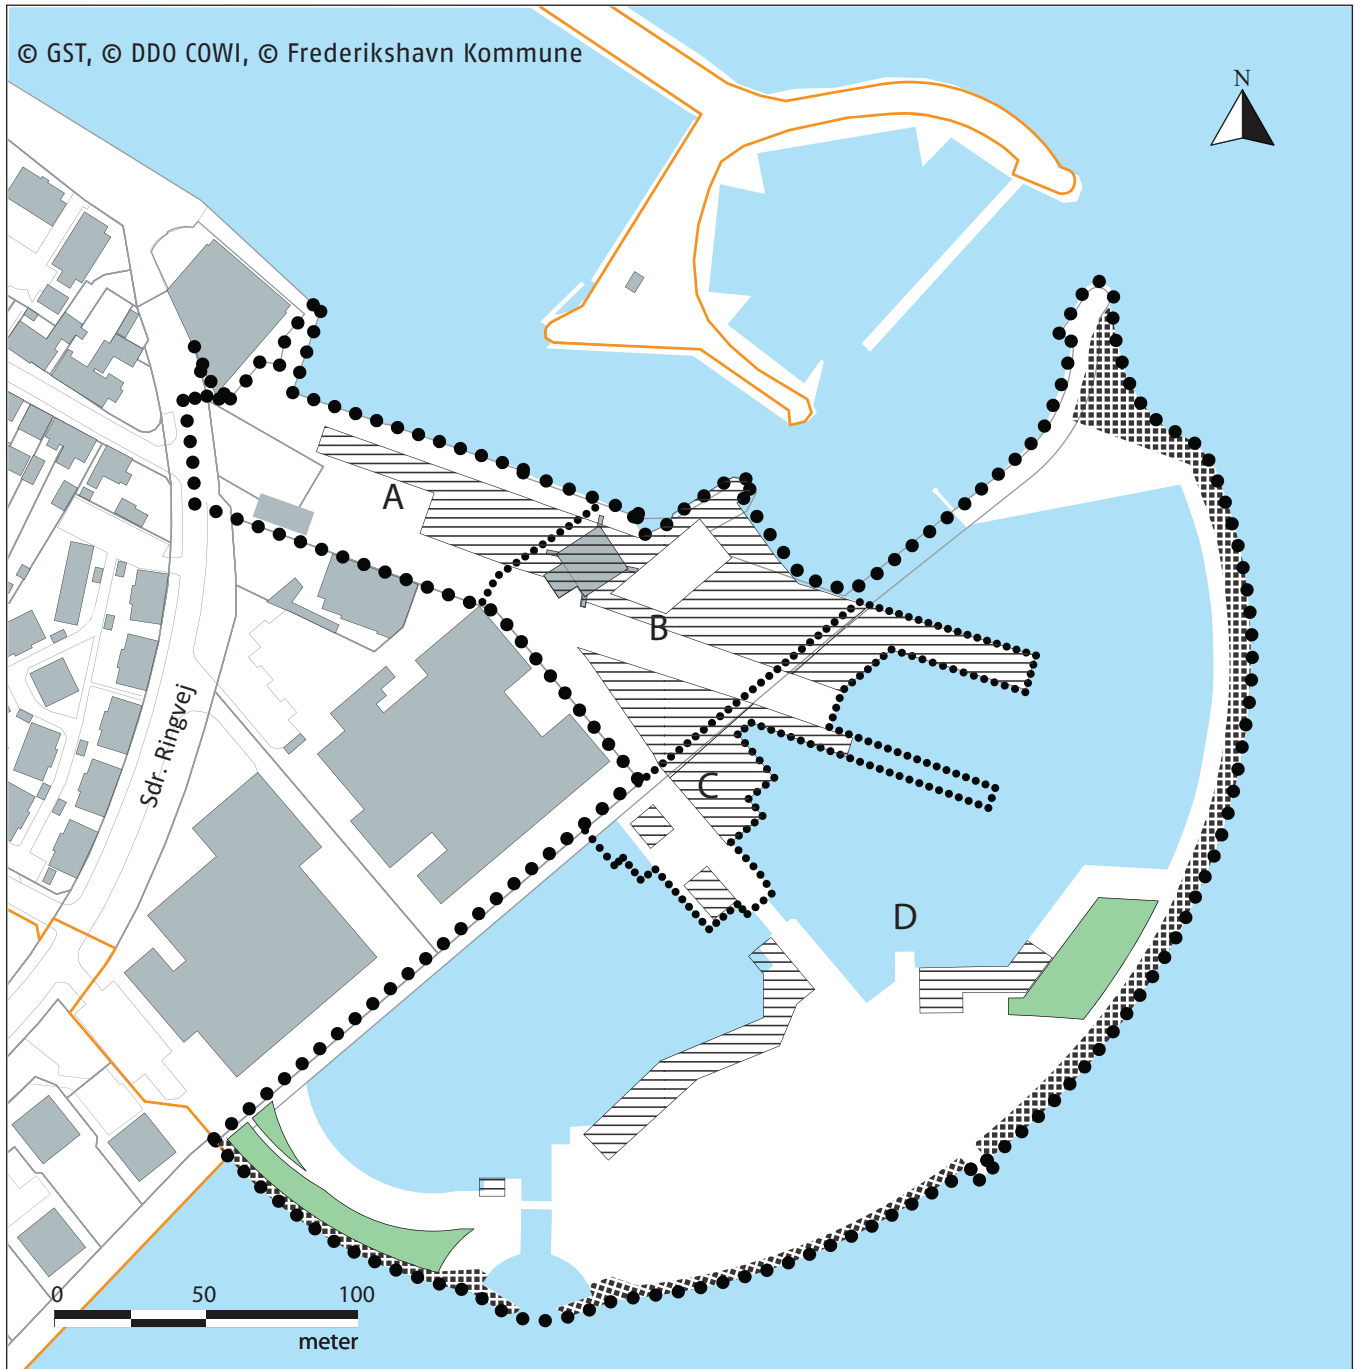 © GST, © DDO COWI, © Frederikshavn Kommune
N
A
B
Sdr. Ringvej
C
D
0 50 100
meter